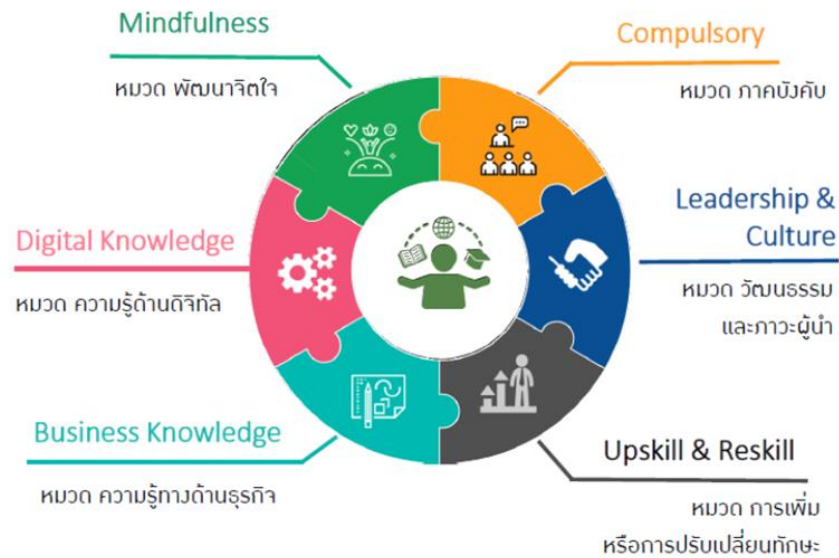 Mindfulness
หมวด พัฒนาจิตใจ
Compulsory
หมวด ภาคบังคับ
Digital Knowledge
หมวด ความรู้ด้านดิจิทัล
Leadership &
Culture
หมวด วัฒนธรรม
และภาวะผู้นำ
Business Knowledge
หมวด ความรู้ทางด้านธุรกิจ
Upskill & Reskill
หมวด การเพิ่ม
หรือการปรับเปลี่ยนทักษะ